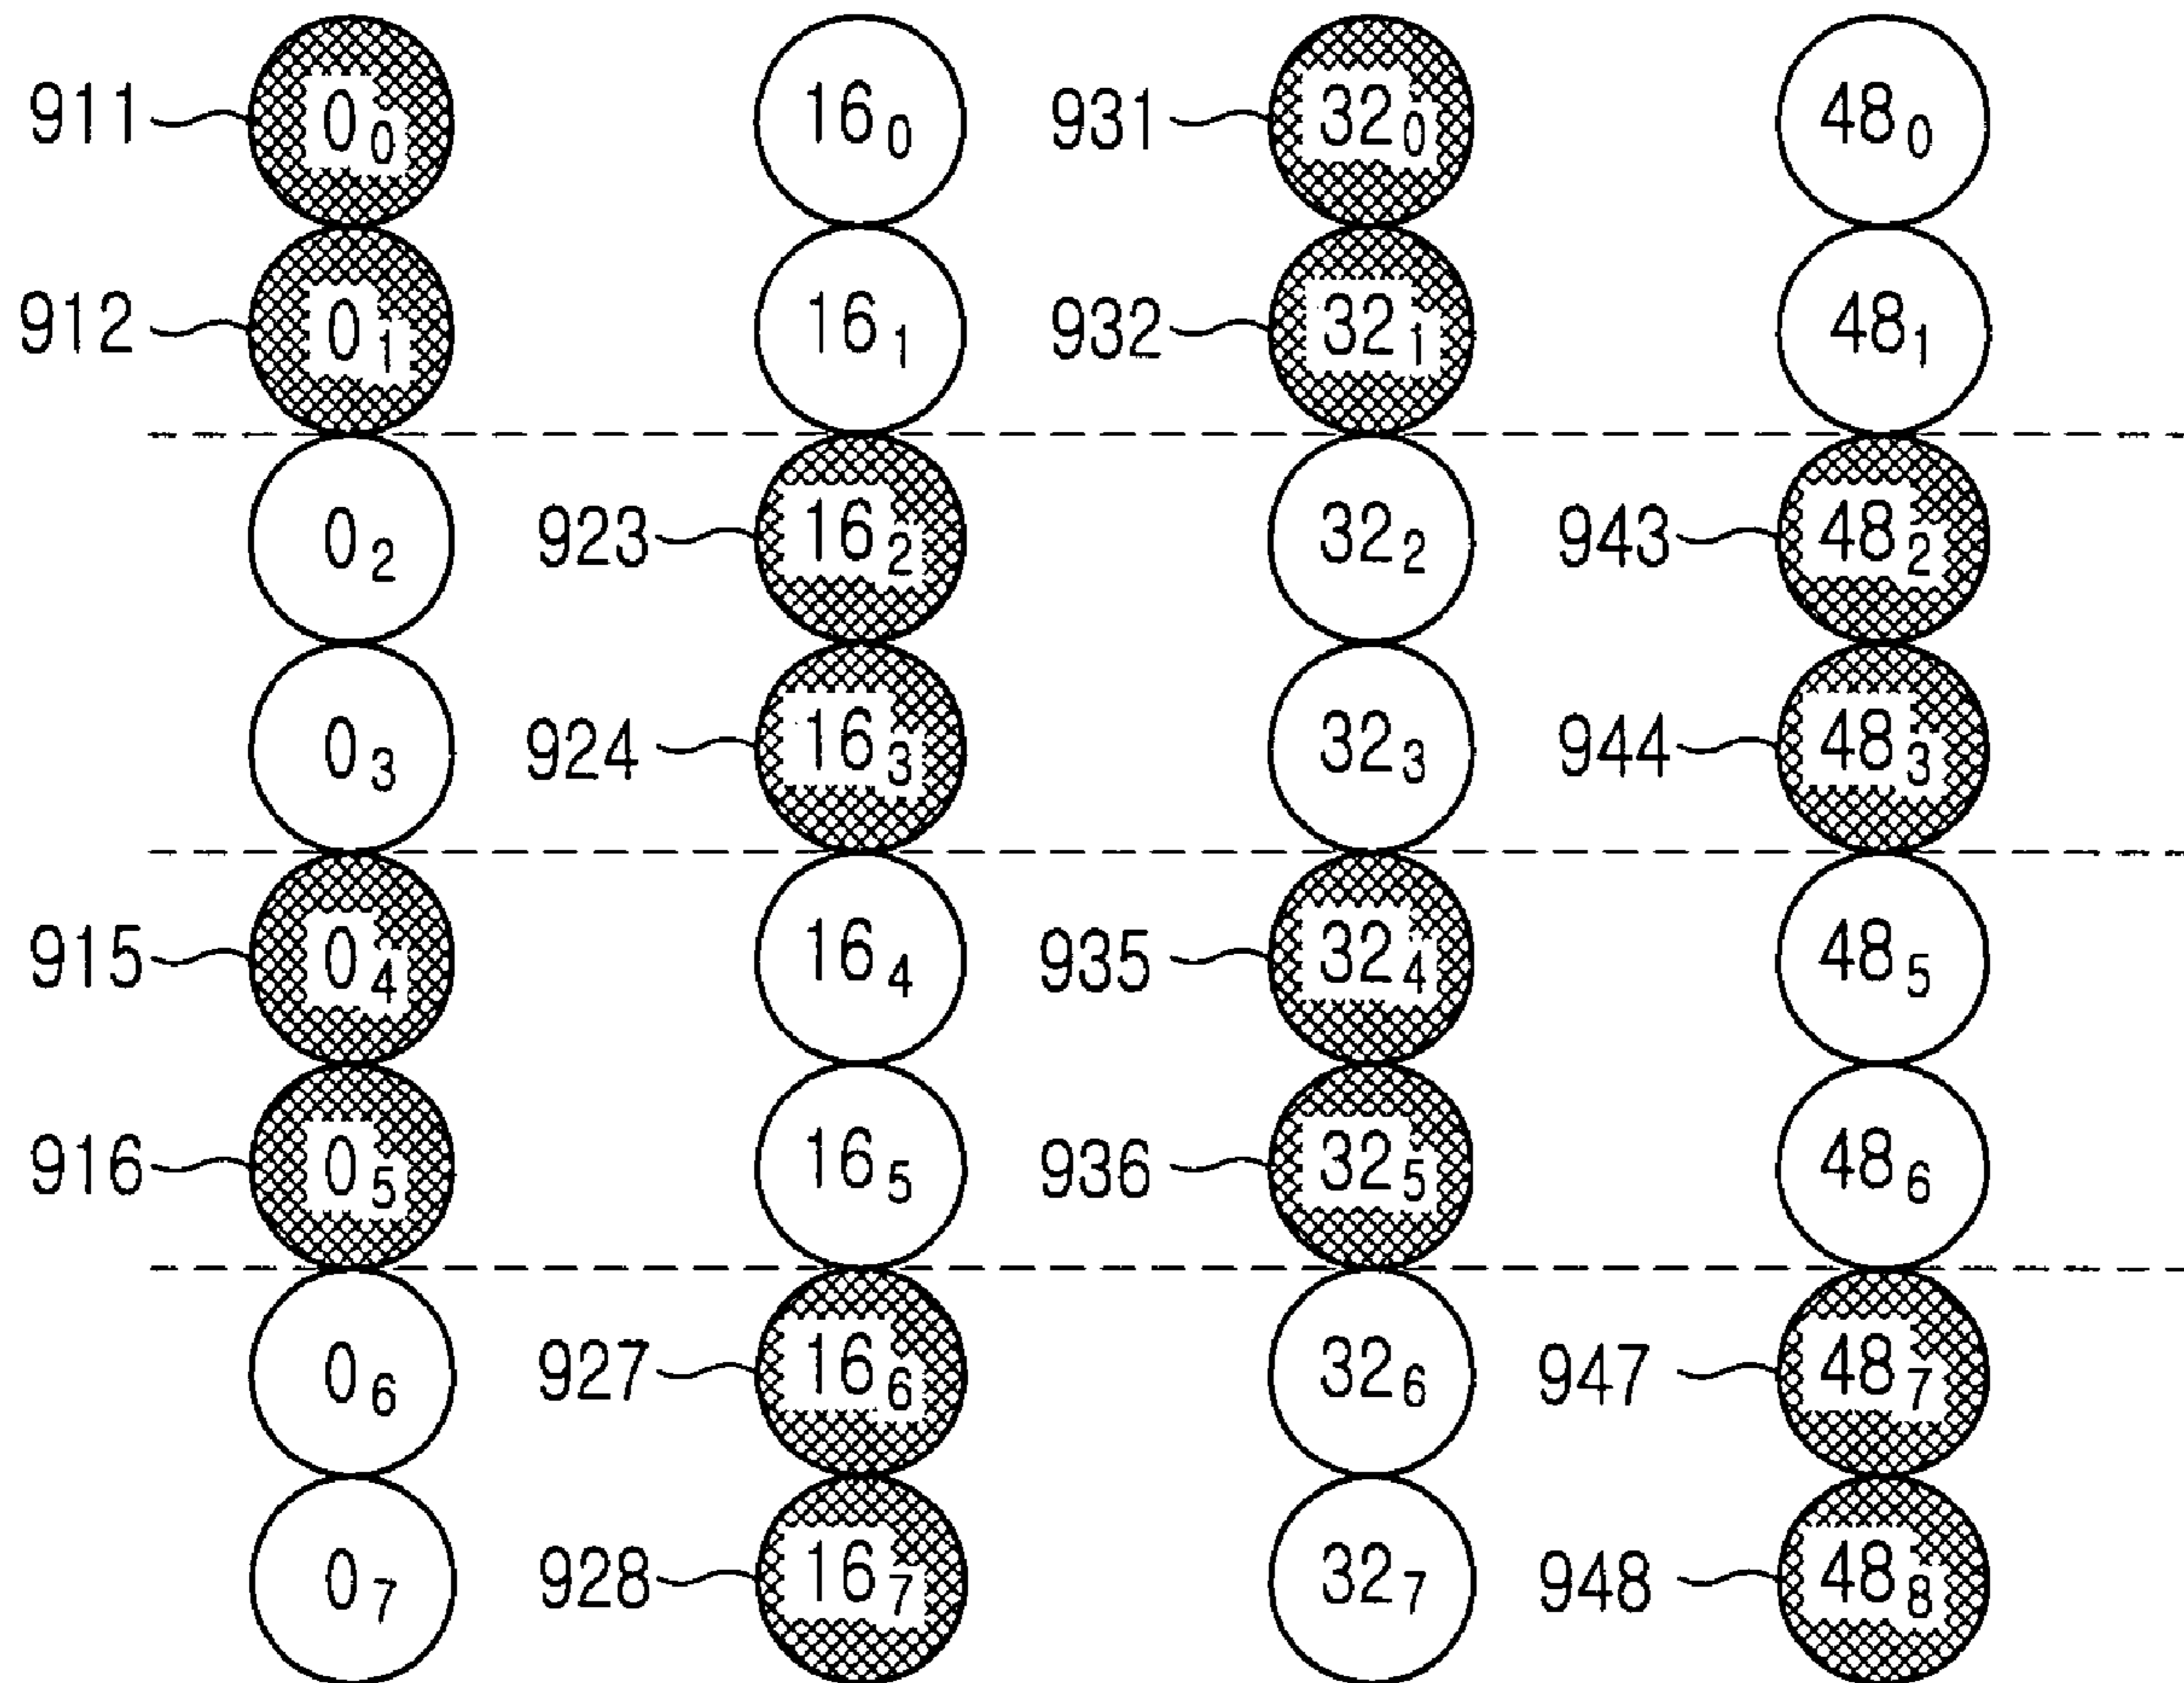 911 0₀ 16₀ 931 32₀ 48₀
912 0₁ 16₁ 932 32₁ 48₁
0₂ 923 16₂ 32₂ 943 48₂
0₃ 924 16₃ 32₃ 944 48₃
915 0₄ 16₄ 935 32₄ 48₅
916 0₅ 16₅ 936 32₅ 48₆
0₆ 927 16₆ 32₆ 947 48₇
0₇ 928 16₇ 32₇ 948 48₈